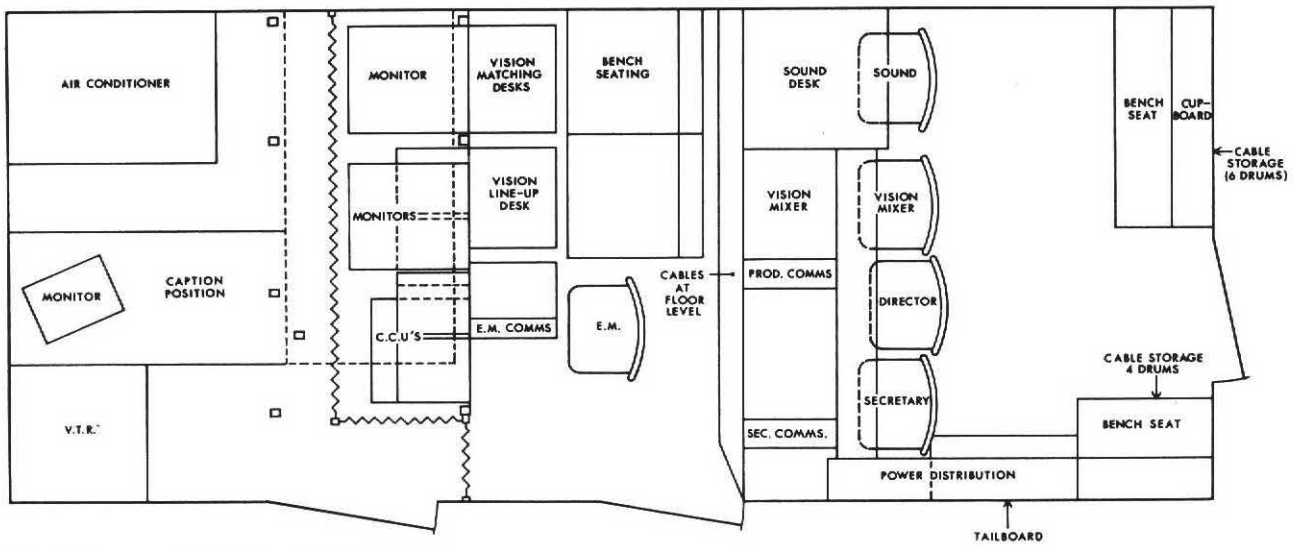 AIR CONDITIONER
MONITOR
VISION
MATCHING
DESKS
BENCH
SEATING
SOUND
DESK
SOUND
BENCH
SEAT
CUP-
BOARD
CABLE
STORAGE
(6 DRUMS)
MONITORS
VISION
LINE-UP
DESK
VISION
MIXER
VISION
MIXER
MONITOR
CAPTION
POSITION
C.C.U'S
E.M. COMMS
E.M.
CABLES
AT
FLOOR
LEVEL
PROD. COMMS
DIRECTOR
CABLE STORAGE
4 DRUMS
V.T.R.
SECRETARY
SEC. COMMS.
BENCH SEAT
POWER DISTRIBUTION
TAILBOARD